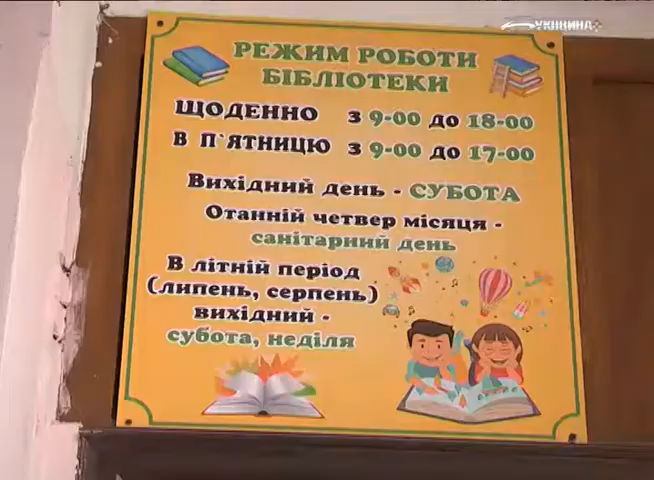 УКРАЇНА
РЕЖИМ РОБОТИ
БІБЛІОТЕКИ
ЩОДЕННО з 9-00 до 18-00
В П`ЯТНИЦЮ з 9-00 до 17-00
Вихідний день - СУБОТА
Отанній четвер місяця -
санітарний день
В літній період
(липень, серпень)
вихідний -
субота, неділя